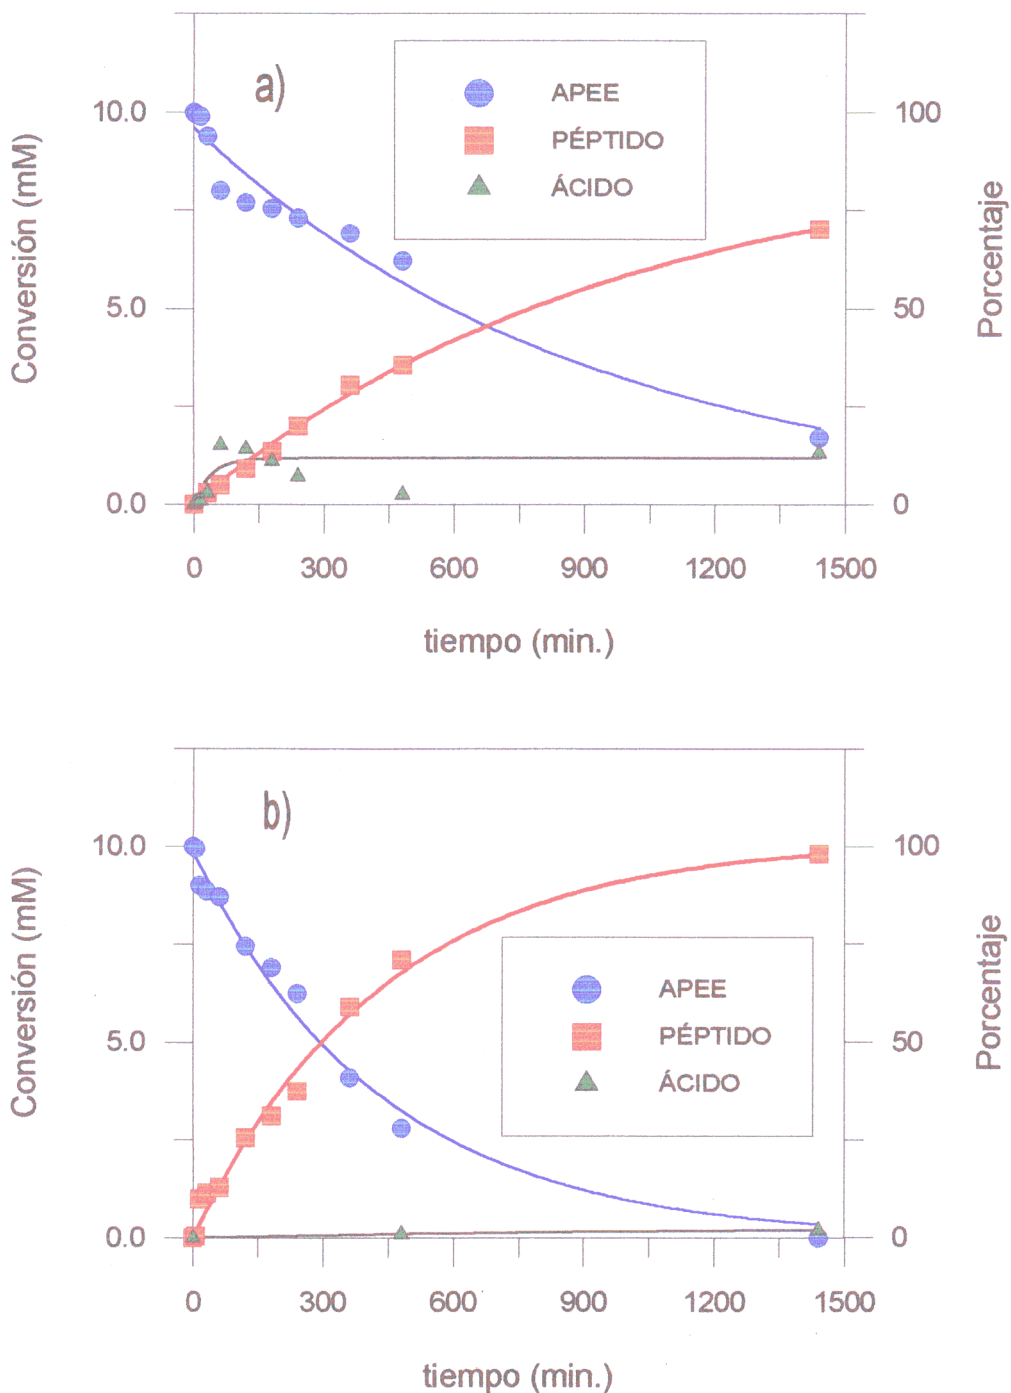 a)
APEE
PÉPTIDO
ÁCIDO
Conversión (mM)
10.0
5.0
0.0
Porcentaje
100
50
0
0 300 600 900 1200 1500
tiempo (min.)
b)
APEE
PÉPTIDO
ÁCIDO
Conversión (mM)
10.0
5.0
0.0
Porcentaje
100
50
0
0 300 600 900 1200 1500
tiempo (min.)